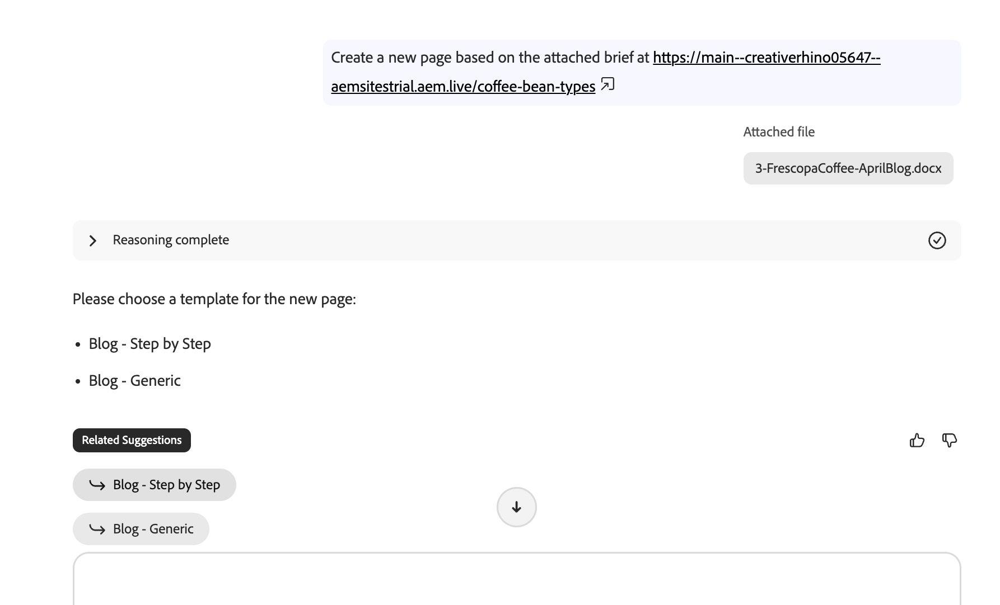 Create a new page based on the attached brief at https://main--creativerhino05647--
aemsitestrial.aem.live/coffee-bean-types
Attached file
3-FrescopaCoffee-AprilBlog.docx
Reasoning complete
Please choose a template for the new page:
• Blog - Step by Step
• Blog - Generic
Related Suggestions
Blog - Step by Step
Blog - Generic